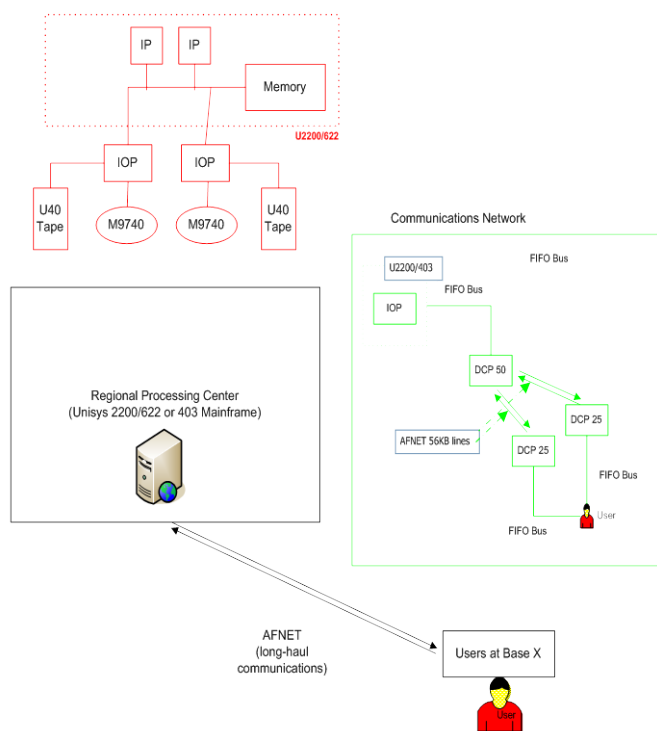 IP
IP
Memory
U2200/622
IOP
IOP
U40
Tape
M9740
M9740
U40
Tape
Communications Network
U2200/403
FIFO Bus
FIFO Bus
IOP
DCP 50
DCP 25
AFNET 56KB lines
DCP 25
FIFO Bus
User
FIFO Bus
Regional Processing Center
(Unisys 2200/622 or 403 Mainframe)
AFNET
(long-haul
communications)
Users at Base X
User